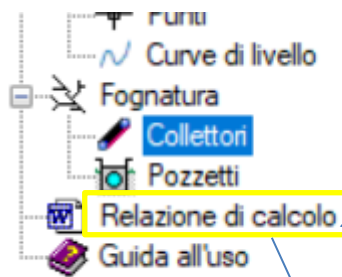 Punti
Curve di livello
Fognatura
Collettori
Pozzetti
W Relazione di calcolo
Guida all'uso